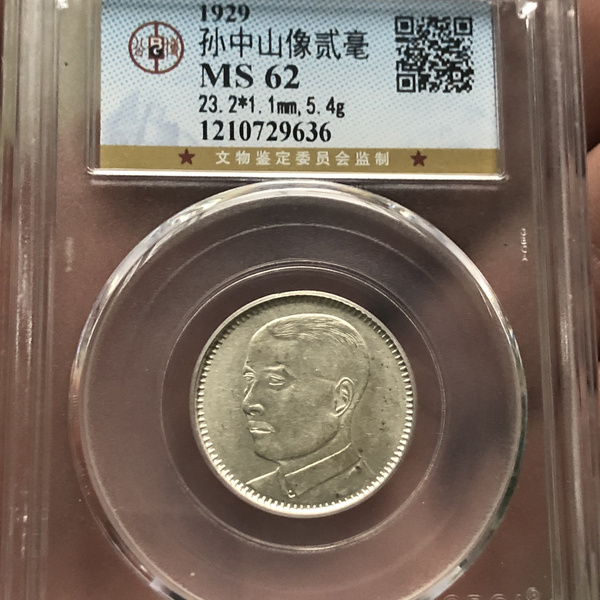 1929
孙中山像贰毫
MS 62
23.2*1.1mm,5.4g
1210729636
★ 文物鉴定委员会监制 ★